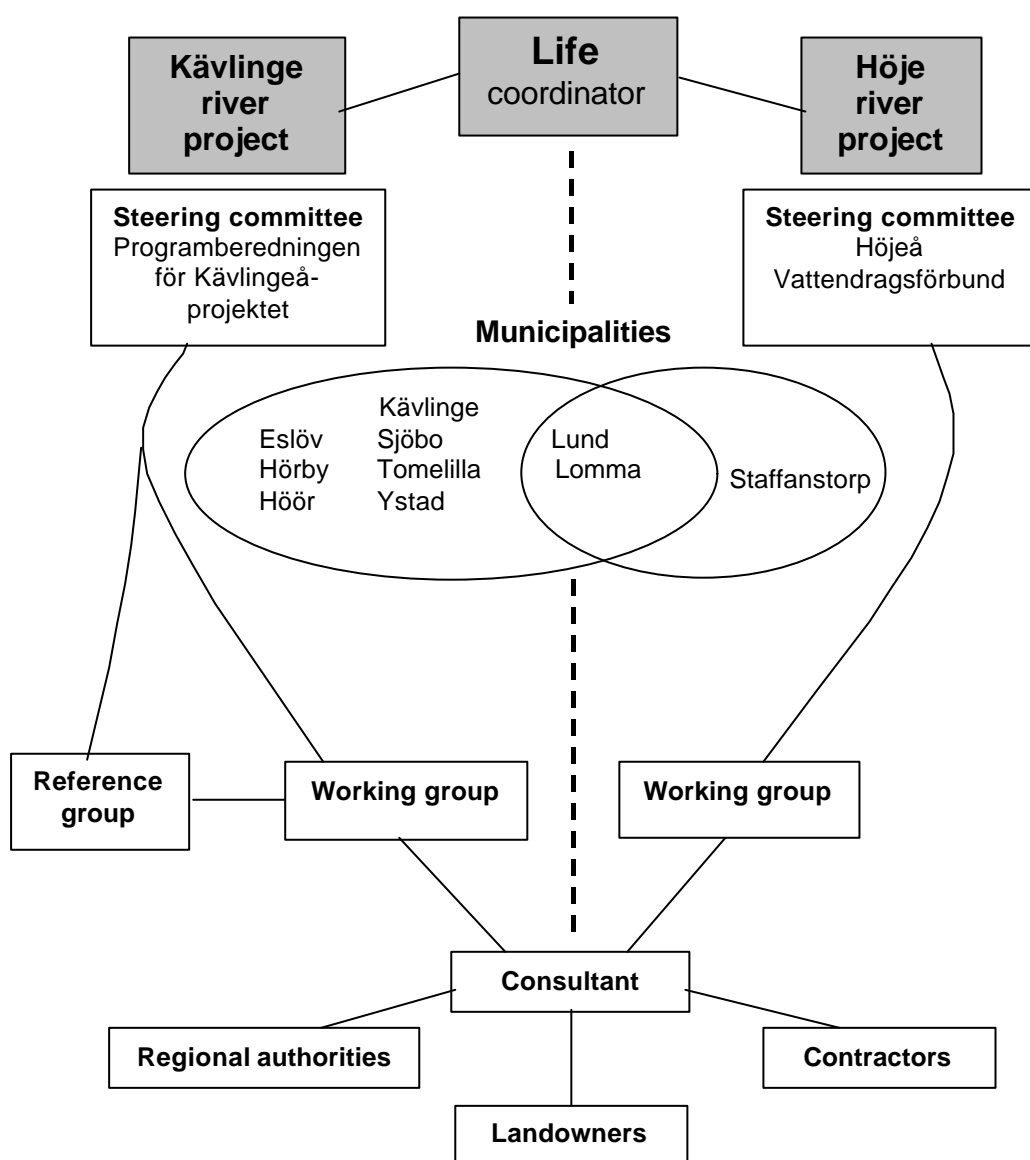 Kävlinge
river
project
Life
coordinator
Höje
river
project
Steering committee
Programberedningen
för Kävlingeå-
projektet
Steering committee
Höjeå
Vattendragsförbund
Municipalities
Kävlinge
Eslöv Sjöbo
Hörby Tomelilla
Höör Ystad
Lund
Lomma
Staffanstorp
Reference
group
Working group
Working group
Consultant
Regional authorities
Contractors
Landowners